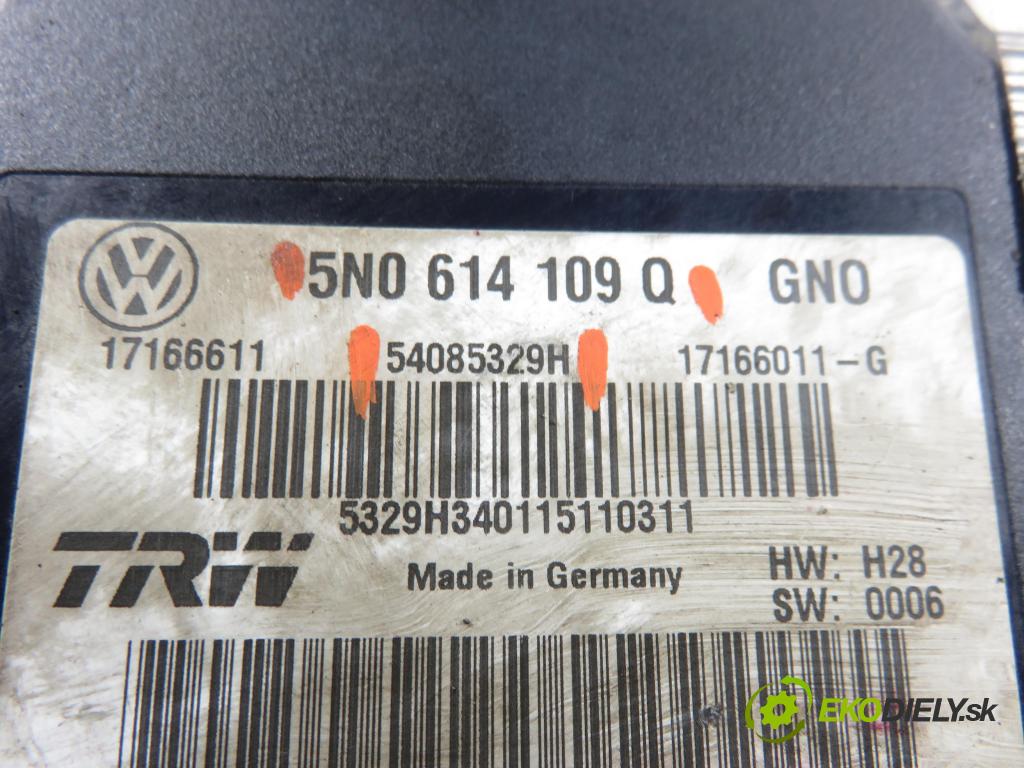 5N0 614 109 Q GNO
17166611 54085329H 17166011-G
5329H340115110311
TRW
Made in Germany
HW: H28
SW: 0006
EKODIELY.sk